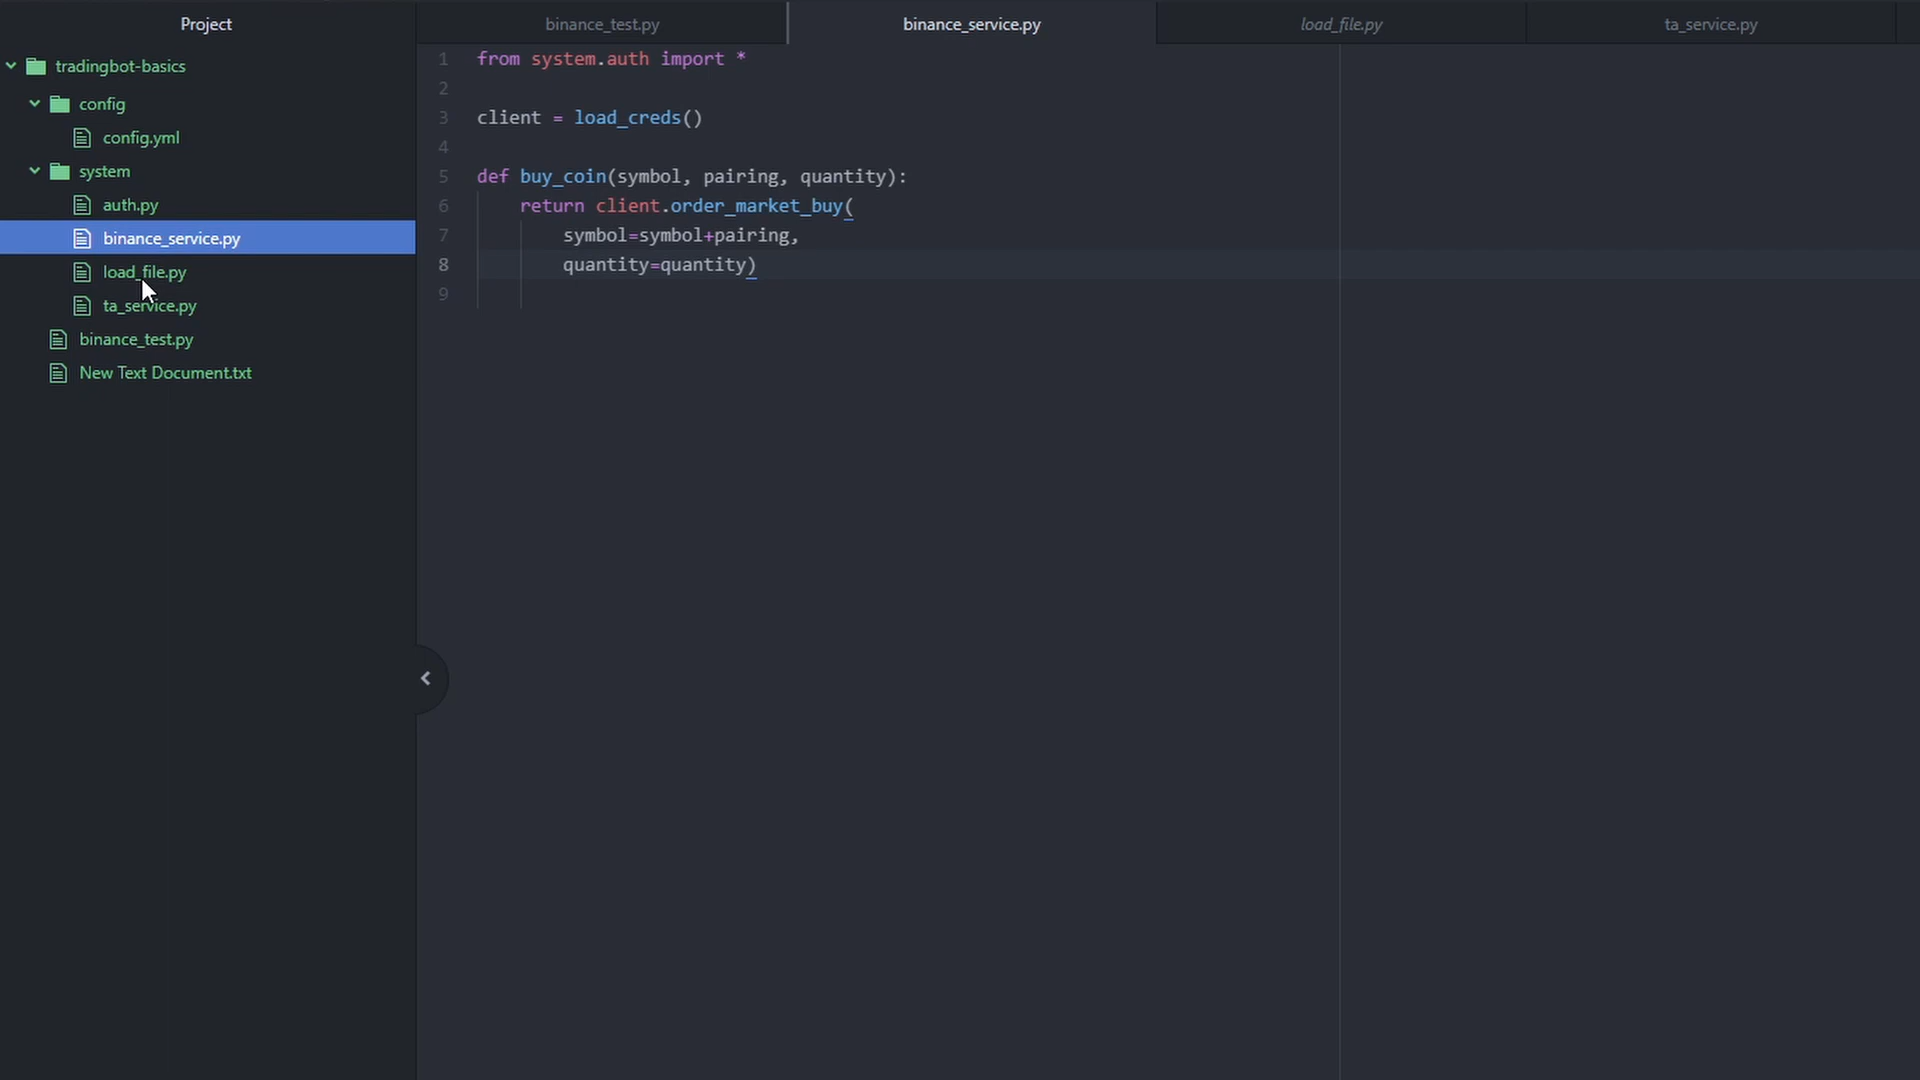 Project
tradingbot-basics
config
config.yml
system
auth.py
binance_service.py
load_file.py
ta_service.py
binance_test.py
New Text Document.txt
binance_test.py
binance_service.py
load_file.py
ta_service.py
1 from system.auth import *
2
3 client = load_creds()
4
5 def buy_coin(symbol, pairing, quantity):
6 return client.order_market_buy(
7 symbol=symbol+pairing,
8 quantity=quantity)
9